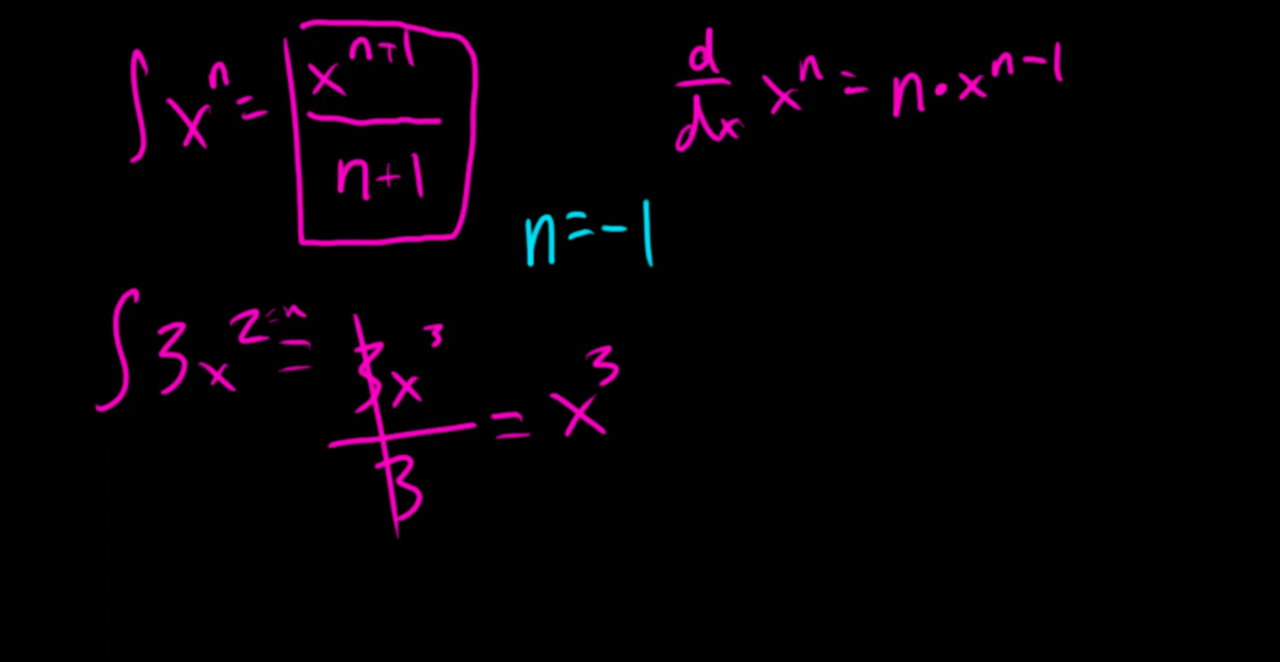 ∫ xⁿ = xⁿ⁺¹ / n+1
d/dx xⁿ = n · xⁿ⁻¹
n = -1
∫ 3x² ⁼ ⁿ = 3x³ / 3 = x³